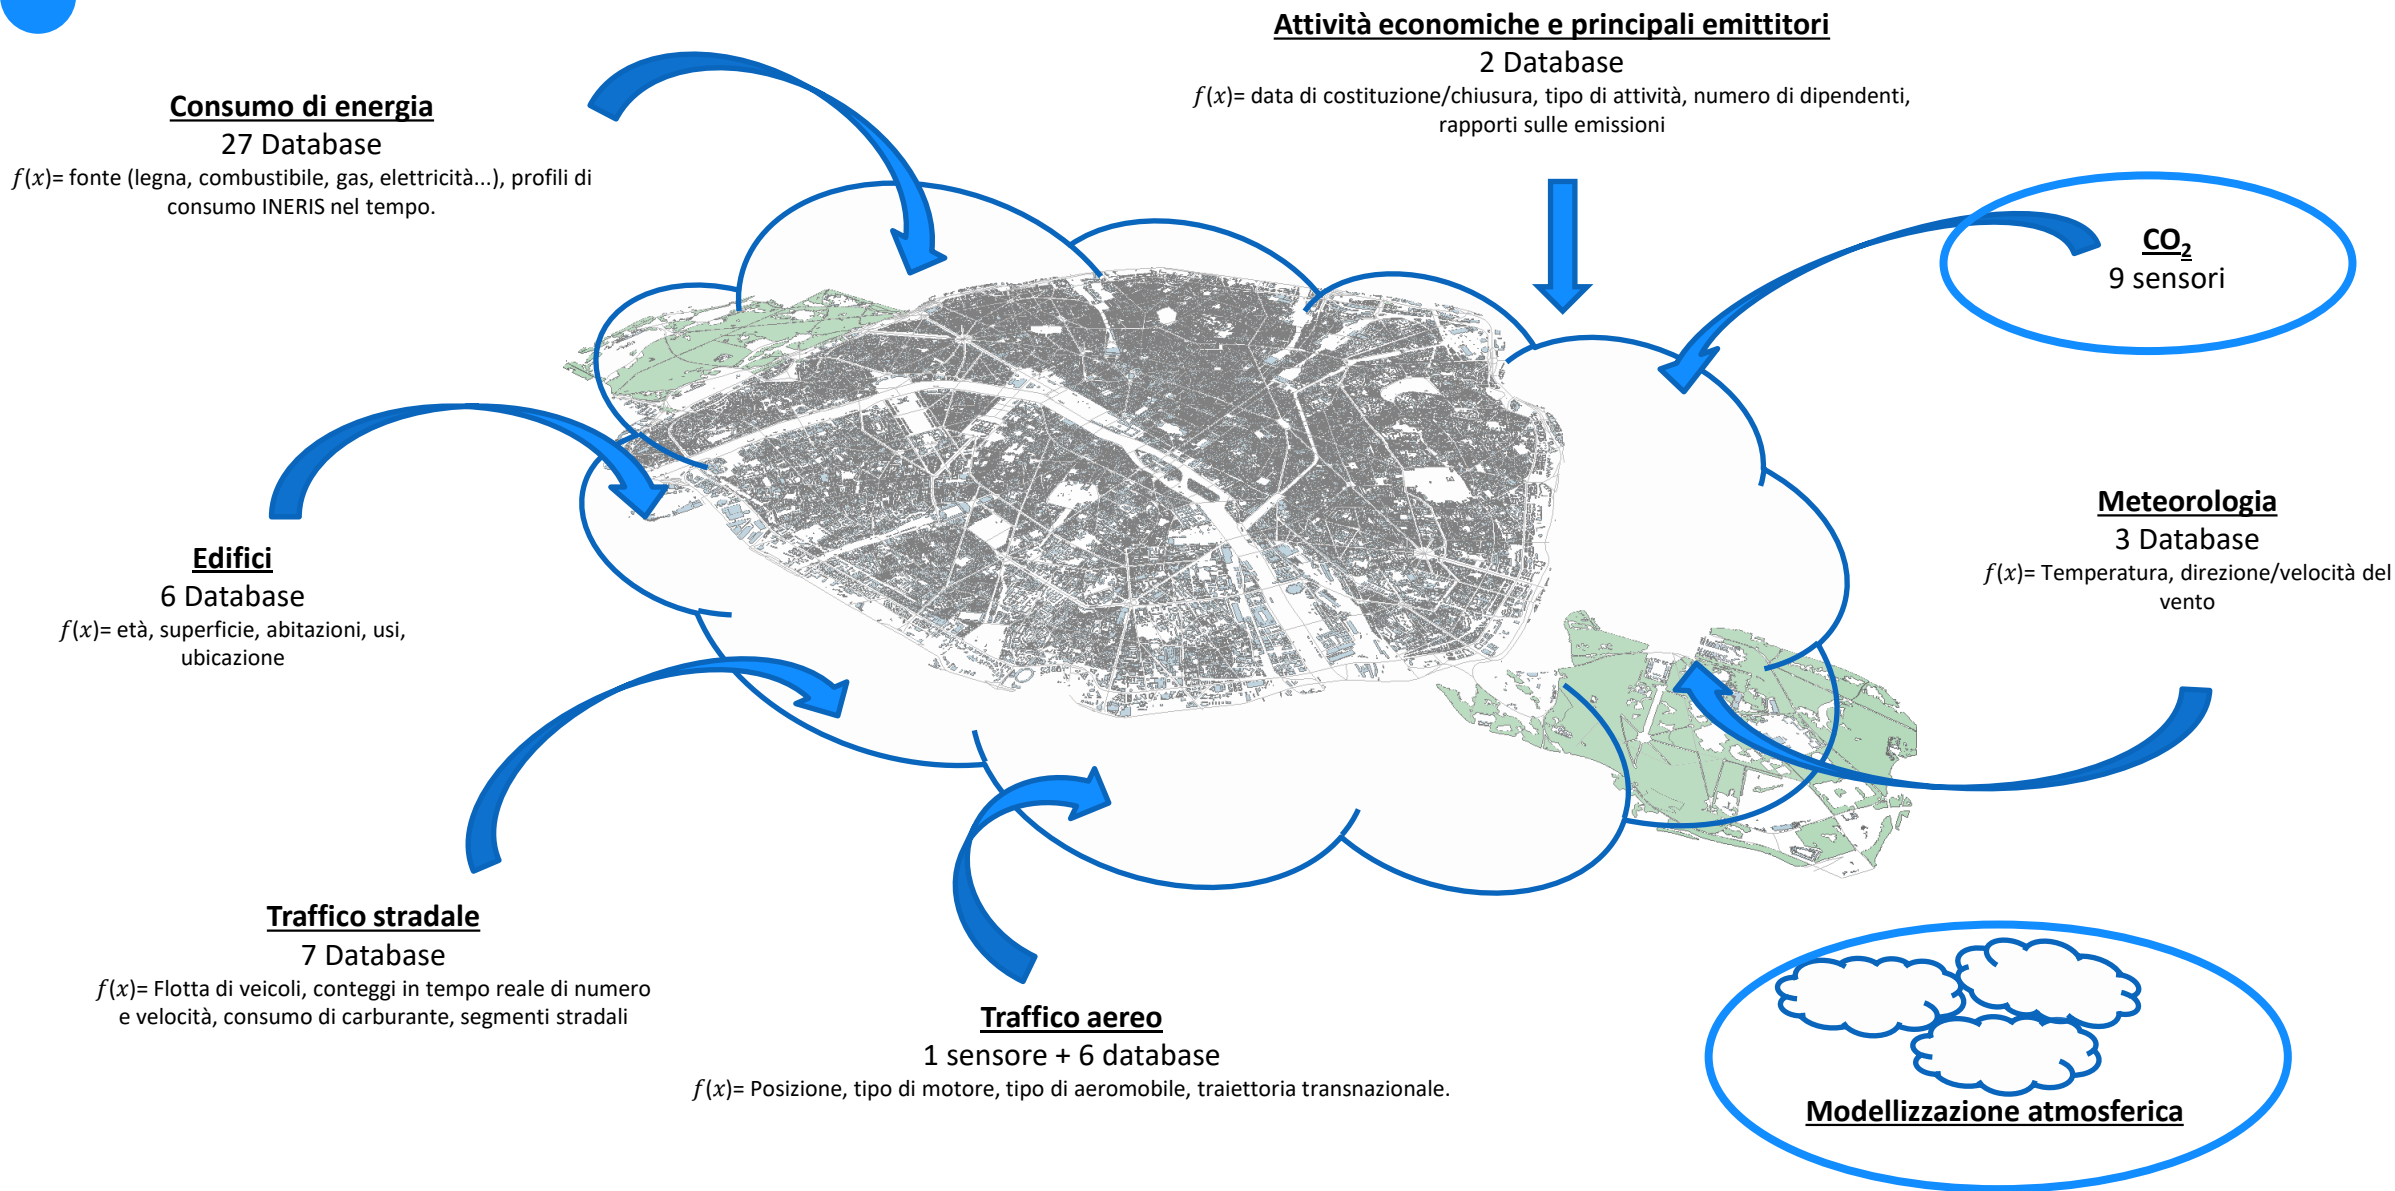 Attività economiche e principali emittitori
2 Database
f(x)= data di costituzione/chiusura, tipo di attività, numero di dipendenti,
rapporti sulle emissioni
Consumo di energia
27 Database
f(x)= fonte (legna, combustibile, gas, elettricità...), profili di
consumo INERIS nel tempo.
CO₂
9 sensori
Meteorologia
3 Database
f(x)= Temperatura, direzione/velocità del
vento
Edifici
6 Database
f(x)= età, superficie, abitazioni, usi,
ubicazione
Traffico stradale
7 Database
f(x)= Flotta di veicoli, conteggi in tempo reale di numero
e velocità, consumo di carburante, segmenti stradali
Traffico aereo
1 sensore + 6 database
f(x)= Posizione, tipo di motore, tipo di aeromobile, traiettoria transnazionale.
Modellizzazione atmosferica